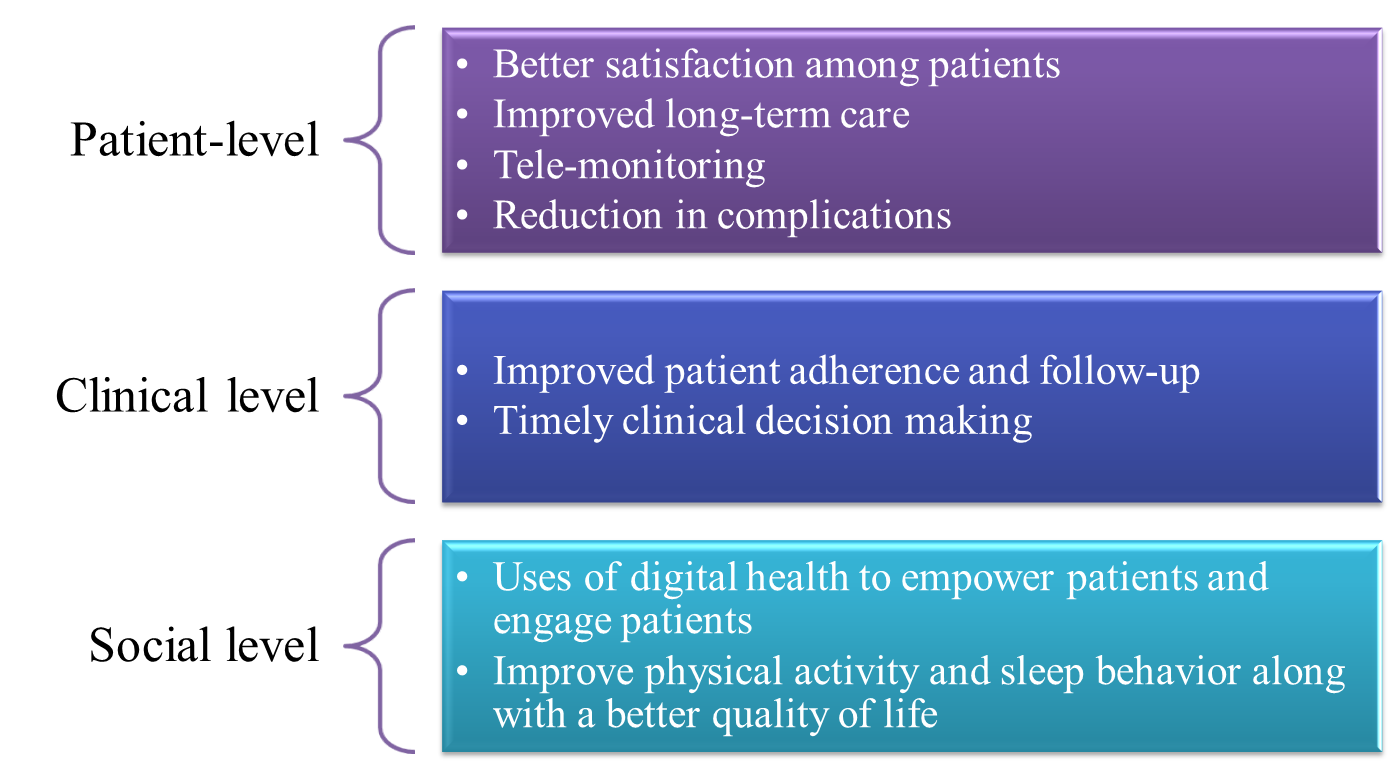 Patient-level
• Better satisfaction among patients
• Improved long-term care
• Tele-monitoring
• Reduction in complications
Clinical level
• Improved patient adherence and follow-up
• Timely clinical decision making
Social level
• Uses of digital health to empower patients and
engage patients
• Improve physical activity and sleep behavior along
with a better quality of life